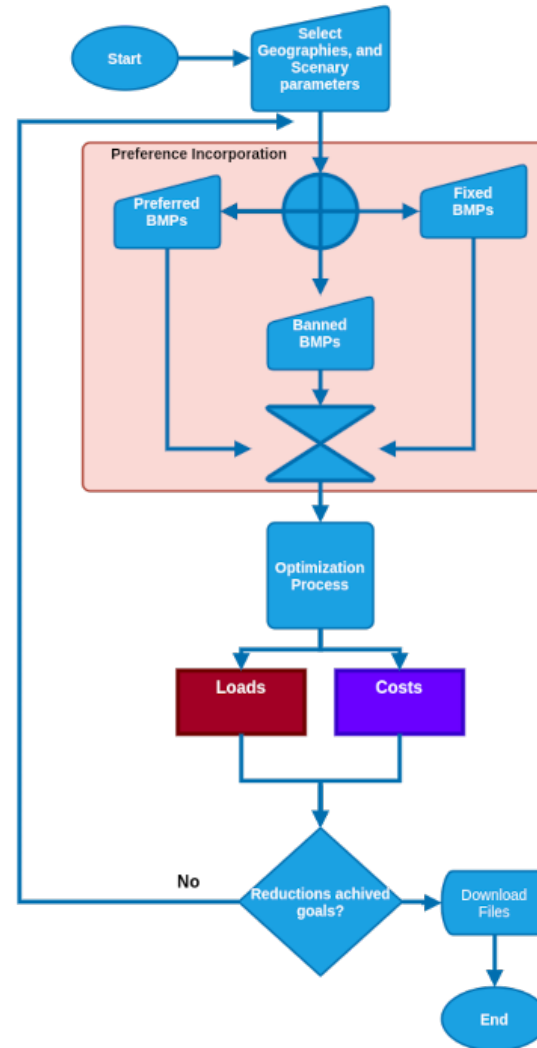 Start
Select
Geographies, and
Scenary
parameters
Preference Incorporation
Preferred
BMPs
Fixed
BMPs
Banned
BMPs
Optimization
Process
Loads
Costs
No
Reductions achived
goals?
Download
Files
End